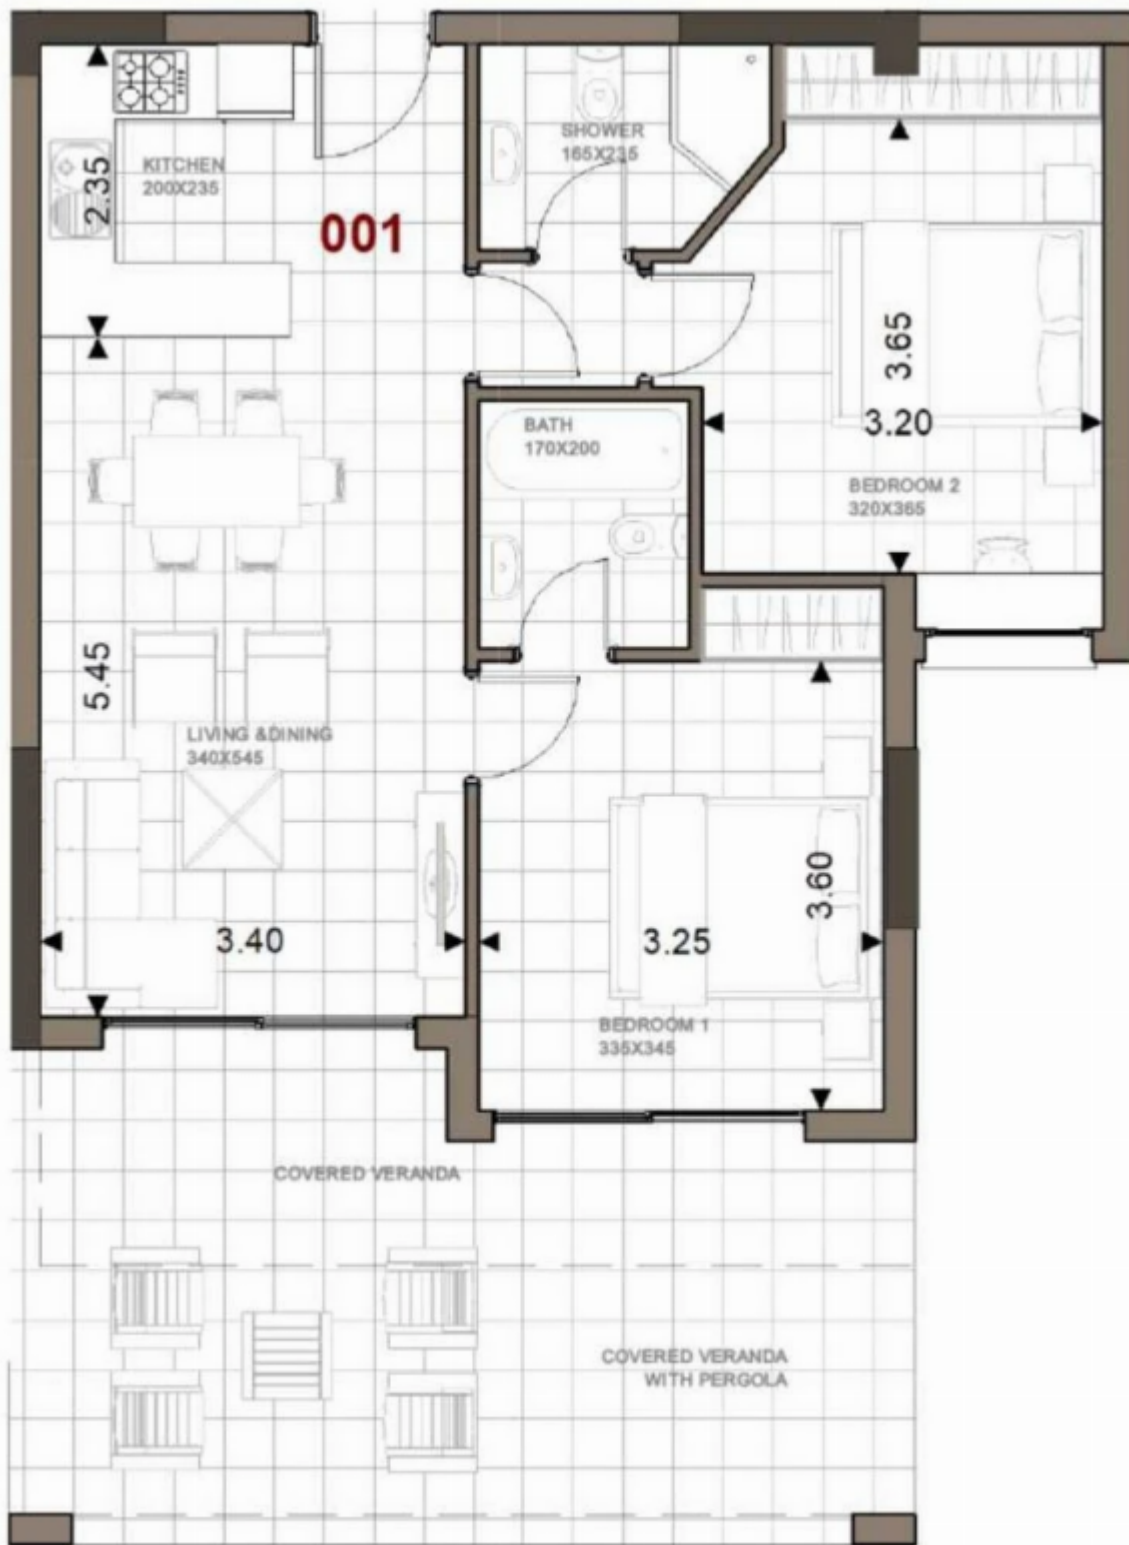 SHOWER
165X235
KITCHEN
200X235
2.35
001
3.65
3.20
BATH
170X200
BEDROOM 2
320X365
5.45
LIVING &DINING
340X545
3.60
3.40
3.25
BEDROOM 1
335X345
COVERED VERANDA
COVERED VERANDA
WITH PERGOLA